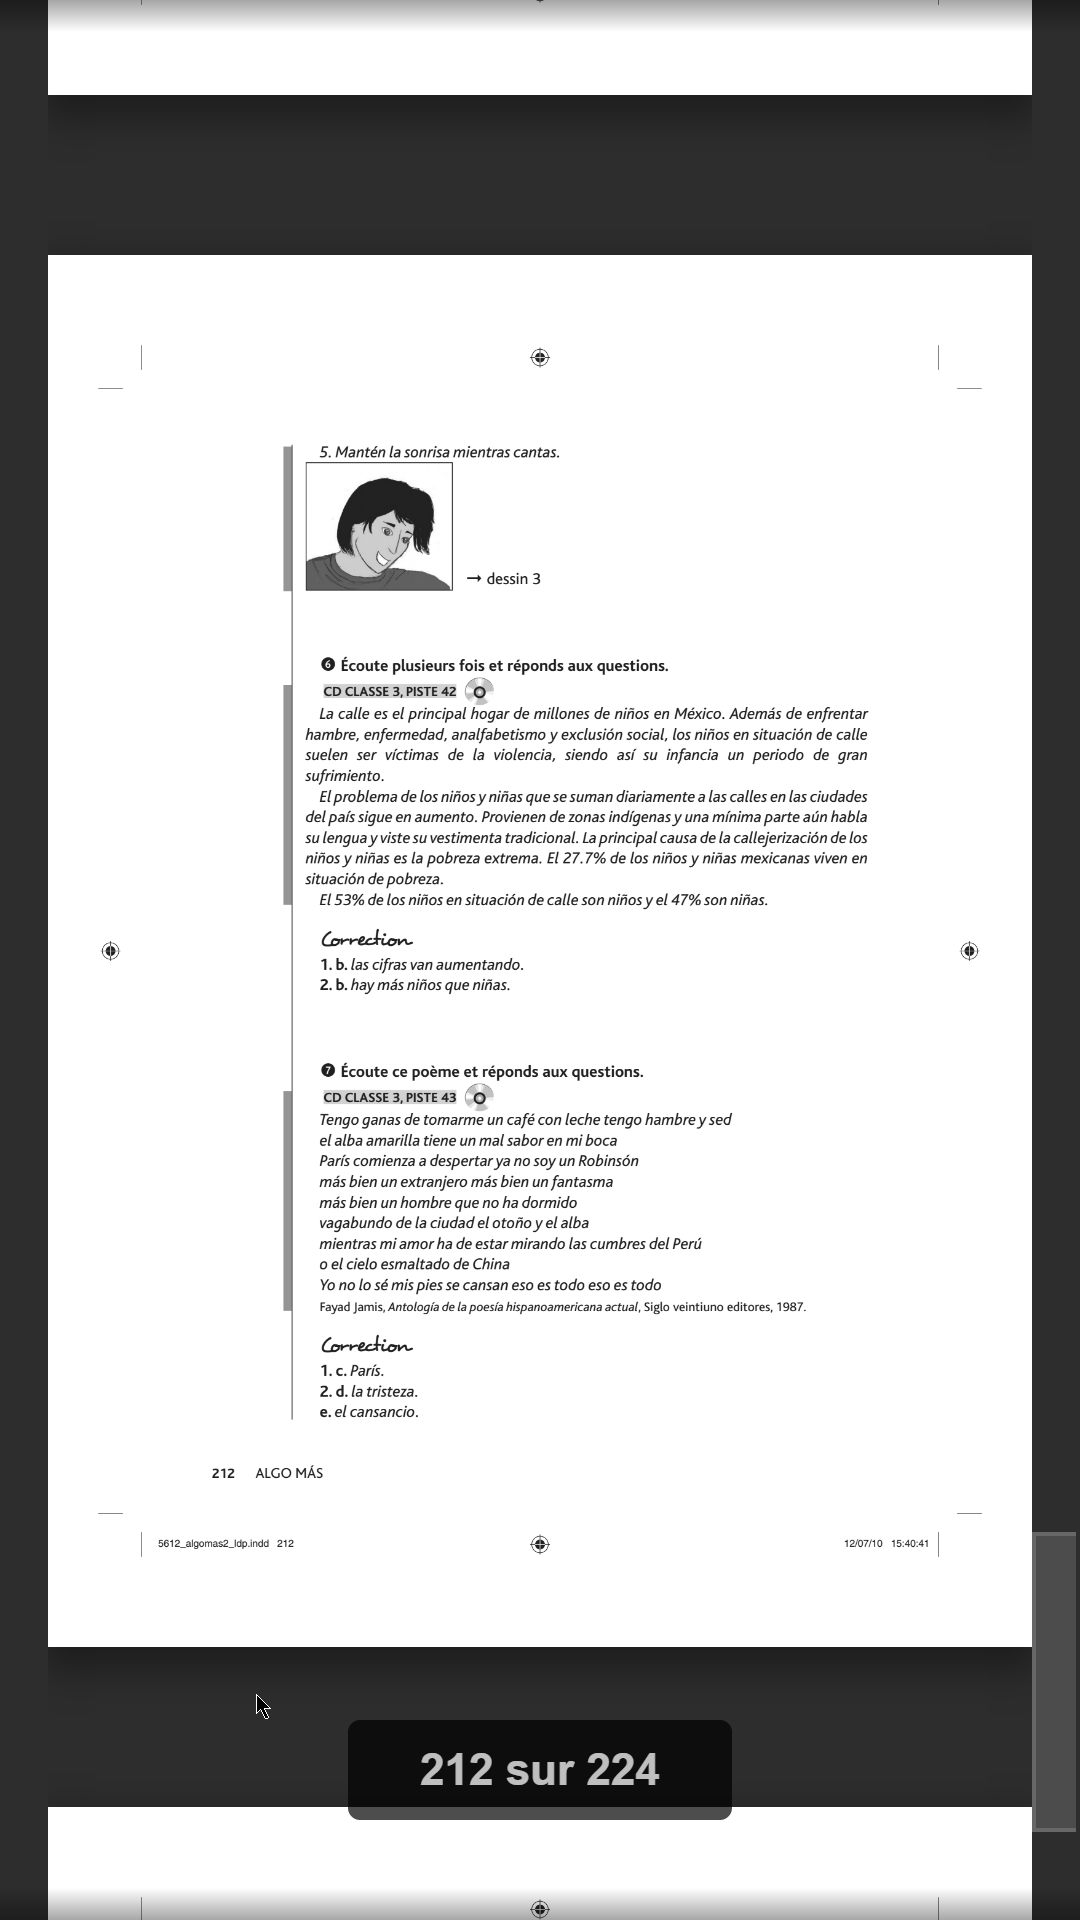 5. Mantén la sonrisa mientras cantas.
→ dessin 3
6 Écoute plusieurs fois et réponds aux questions.
CD CLASSE 3, PISTE 42
La calle es el principal hogar de millones de niños en México. Además de enfrentar
hambre, enfermedad, analfabetismo y exclusión social, los niños en situación de calle
suelen ser víctimas de la violencia, siendo así su infancia un periodo de gran
sufrimiento.
El problema de los niños y niñas que se suman diariamente a las calles en las ciudades
del país sigue en aumento. Provienen de zonas indígenas y una mínima parte aún habla
su lengua y viste su vestimenta tradicional. La principal causa de la callejerización de los
niños y niñas es la pobreza extrema. El 27.7% de los niños y niñas mexicanas viven en
situación de pobreza.
El 53% de los niños en situación de calle son niños y el 47% son niñas.
Correction
1. b. las cifras van aumentando.
2. b. hay más niños que niñas.
7 Écoute ce poème et réponds aux questions.
CD CLASSE 3, PISTE 43
Tengo ganas de tomarme un café con leche tengo hambre y sed
el alba amarilla tiene un mal sabor en mi boca
París comienza a despertar ya no soy un Robinsón
más bien un extranjero más bien un fantasma
más bien un hombre que no ha dormido
vagabundo de la ciudad el otoño y el alba
mientras mi amor ha de estar mirando las cumbres del Perú
o el cielo esmaltado de China
Yo no lo sé mis pies se cansan eso es todo eso es todo
Fayad Jamis, Antología de la poesía hispanoamericana actual, Siglo veintiuno editores, 1987.
Correction
1. c. París.
2. d. la tristeza.
e. el cansancio.
212 ALGO MÁS
5612_algomas2_ldp.indd 212
12/07/10 15:40:41
212 sur 224